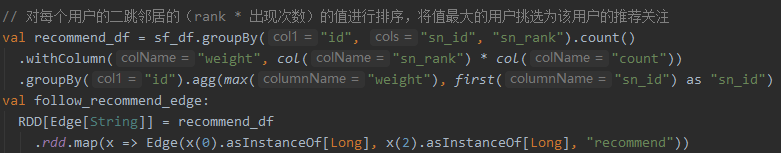 // 对每个用户的二跳邻居的（rank * 出现次数）的值进行排序，将值最大的用户挑选为该用户的推荐关注
val recommend_df = sf_df.groupBy( col1 = "id", cols = "sn_id", "sn_rank").count()
.withColumn( colName = "weight", col( colName = "sn_rank") * col( colName = "count"))
.groupBy( col1 = "id").agg(max( columnName = "weight"), first( columnName = "sn_id") as "sn_id")
val follow_recommend_edge:
RDD[Edge[String]] = recommend_df
.rdd.map(x => Edge(x(0).asInstanceOf[Long], x(2).asInstanceOf[Long], "recommend"))